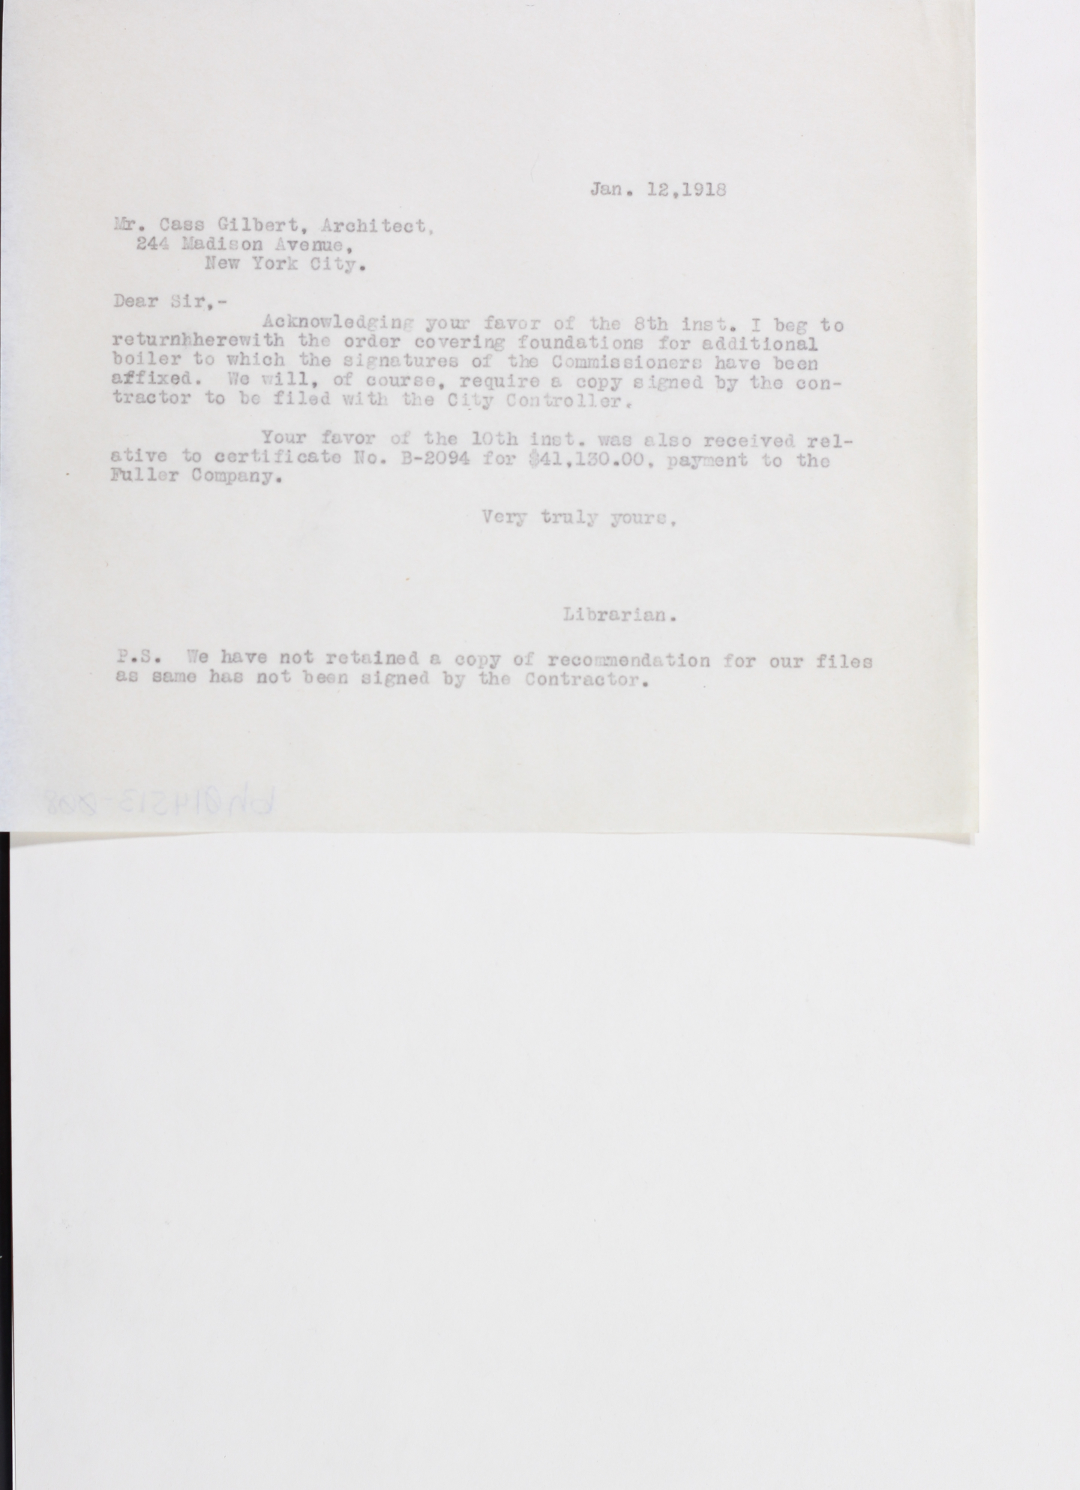 Jan. 12,1918
Mr. Cass Gilbert, Architect,
244 Madison Avenue,
New York City.
Dear Sir,-
Acknowledging your favor of the 8th inst. I beg to
returnhherewith the order covering foundations for additional
boiler to which the signatures of the Commissioners have been
affixed. We will, of course, require a copy signed by the con-
tractor to be filed with the City Controller.
Your favor of the 10th inst. was also received rel-
ative to certificate No. B-2094 for $41,130.00, payment to the
Fuller Company.
Very truly yours,
Librarian.
P.S. We have not retained a copy of recommendation for our files
as same has not been signed by the Contractor.